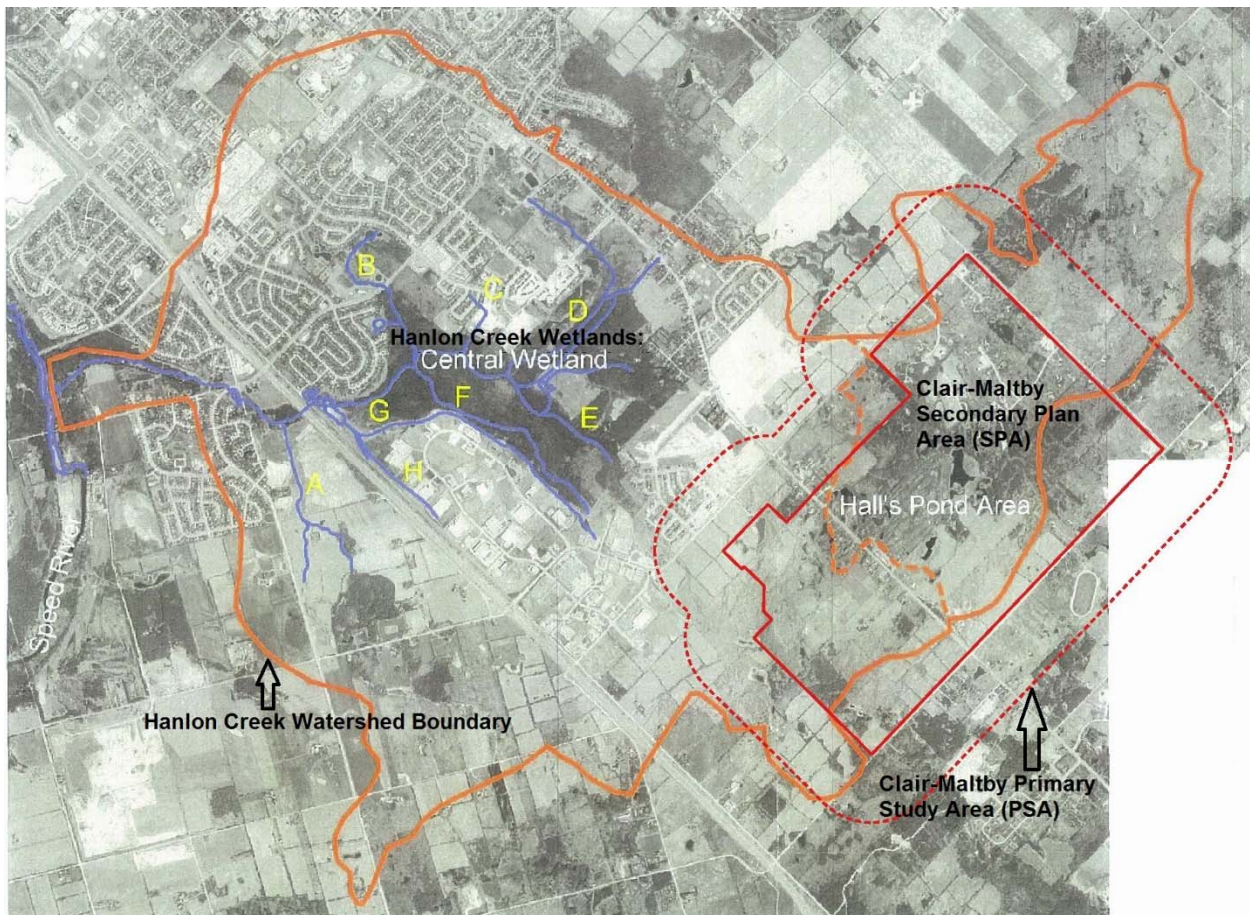 B
C
D
Hanlon Creek Wetlands:
Central Wetland
G
F
E
A
H
Clair-Maltby
Secondary Plan
Area (SPA)
Hall's Pond Area
Speed River
Hanlon Creek Watershed Boundary
Clair-Maltby Primary
Study Area (PSA)